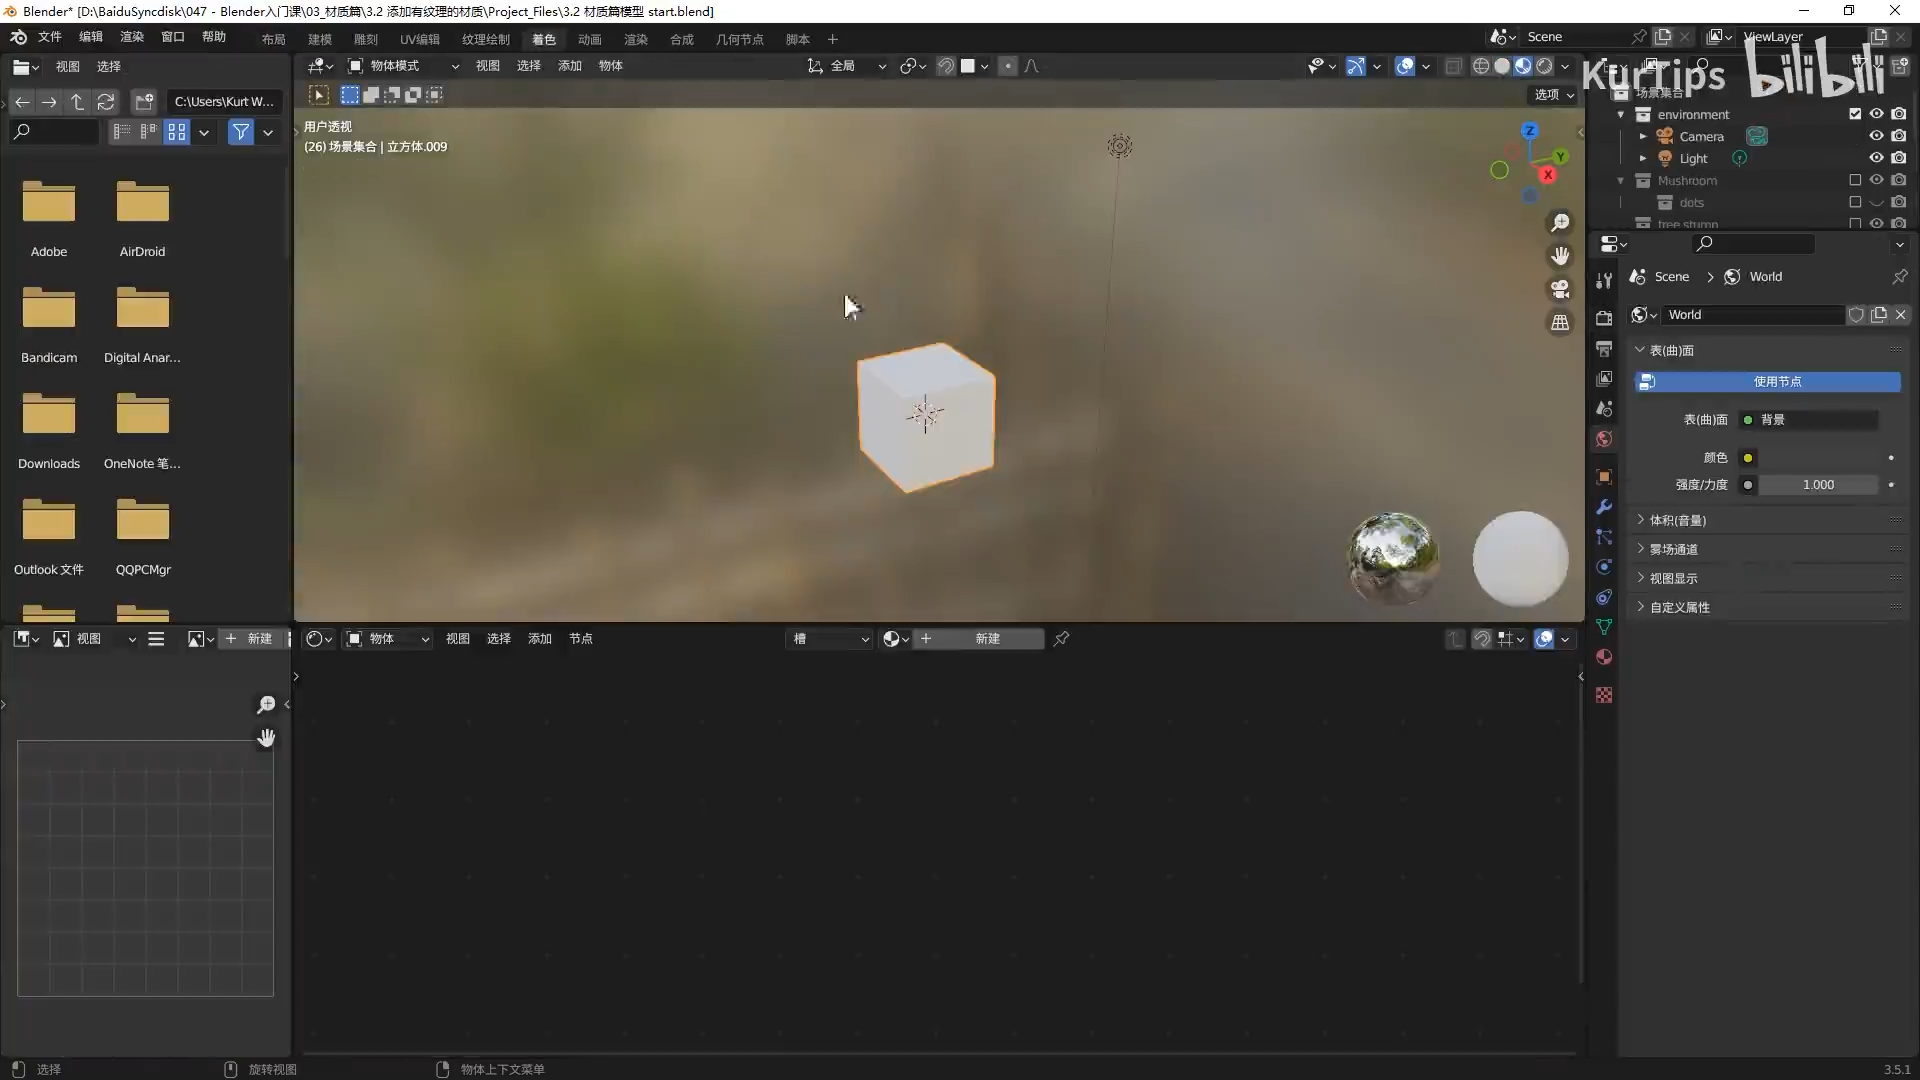 Blender* [D:\BaiduSyncdisk\047 - Blender入门课\03_材质篇\3.2 添加有纹理的材质\Project_Files\3.2 材质篇模型 start.blend]
文件 编辑 渲染 窗口 帮助 布局 建模 雕刻 UV编辑 纹理绘制 着色 动画 渲染 合成 几何节点 脚本 + Scene ViewLayer
视图 选择 物体模式 视图 选择 添加 物体 全局
KurTips bilibili
C:\Users\Kurt W... 选项 场景集合
用户透视
(26) 场景集合 | 立方体.009
environment
Camera
Light
Mushroom
dots
tree stump
Z
Y
X
Adobe AirDroid
Bandicam Digital Anar...
Downloads OneNote 笔...
Outlook 文件 QQPCMgr
Scene > World
World
表(曲)面
使用节点
表(曲)面 背景
颜色
强度/力度 1.000
体积(音量)
雾场通道
视图显示
自定义属性
视图 + 新建 物体 视图 选择 添加 节点 槽 + 新建
选择 旋转视图 物体上下文菜单 3.5.1